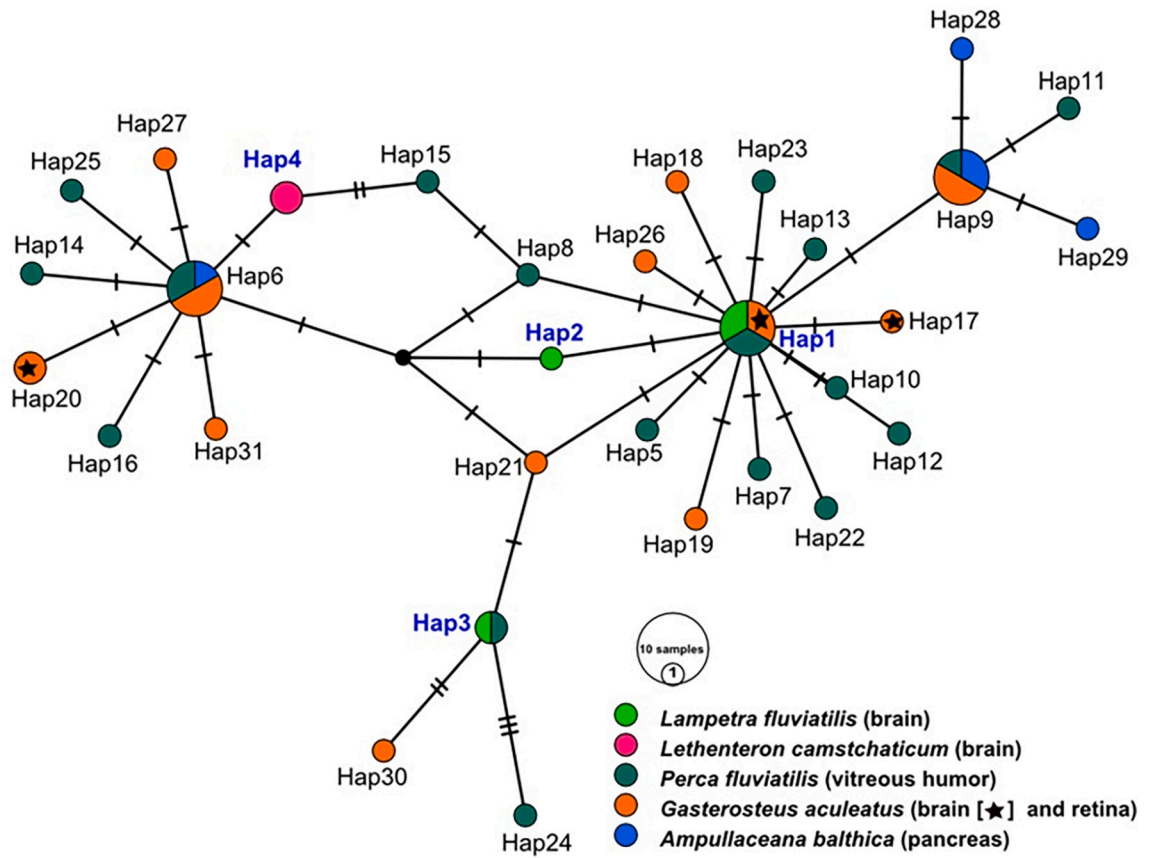 Hap28
Hap11
Hap27
Hap25
Hap4
Hap15
Hap18
Hap23
Hap9
Hap14
Hap6
Hap8
Hap26
Hap13
Hap29
Hap2
Hap1
Hap17
Hap20
Hap10
Hap16
Hap31
Hap21
Hap5
Hap12
Hap7
Hap19
Hap22
Hap3
10 samples
1
Hap30
Hap24
Lampetra fluviatilis (brain)
Lethenteron camstchaticum (brain)
Perca fluviatilis (vitreous humor)
Gasterosteus aculeatus (brain [★] and retina)
Ampullaceana balthica (pancreas)